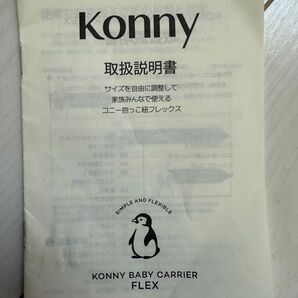 Konny
取扱説明書
サイズを自由に調整して
家族みんなで使える
コニー抱っこ紐フレックス
SIMPLE AND FLEXIBLE
KONNY BABY CARRIER
FLEX